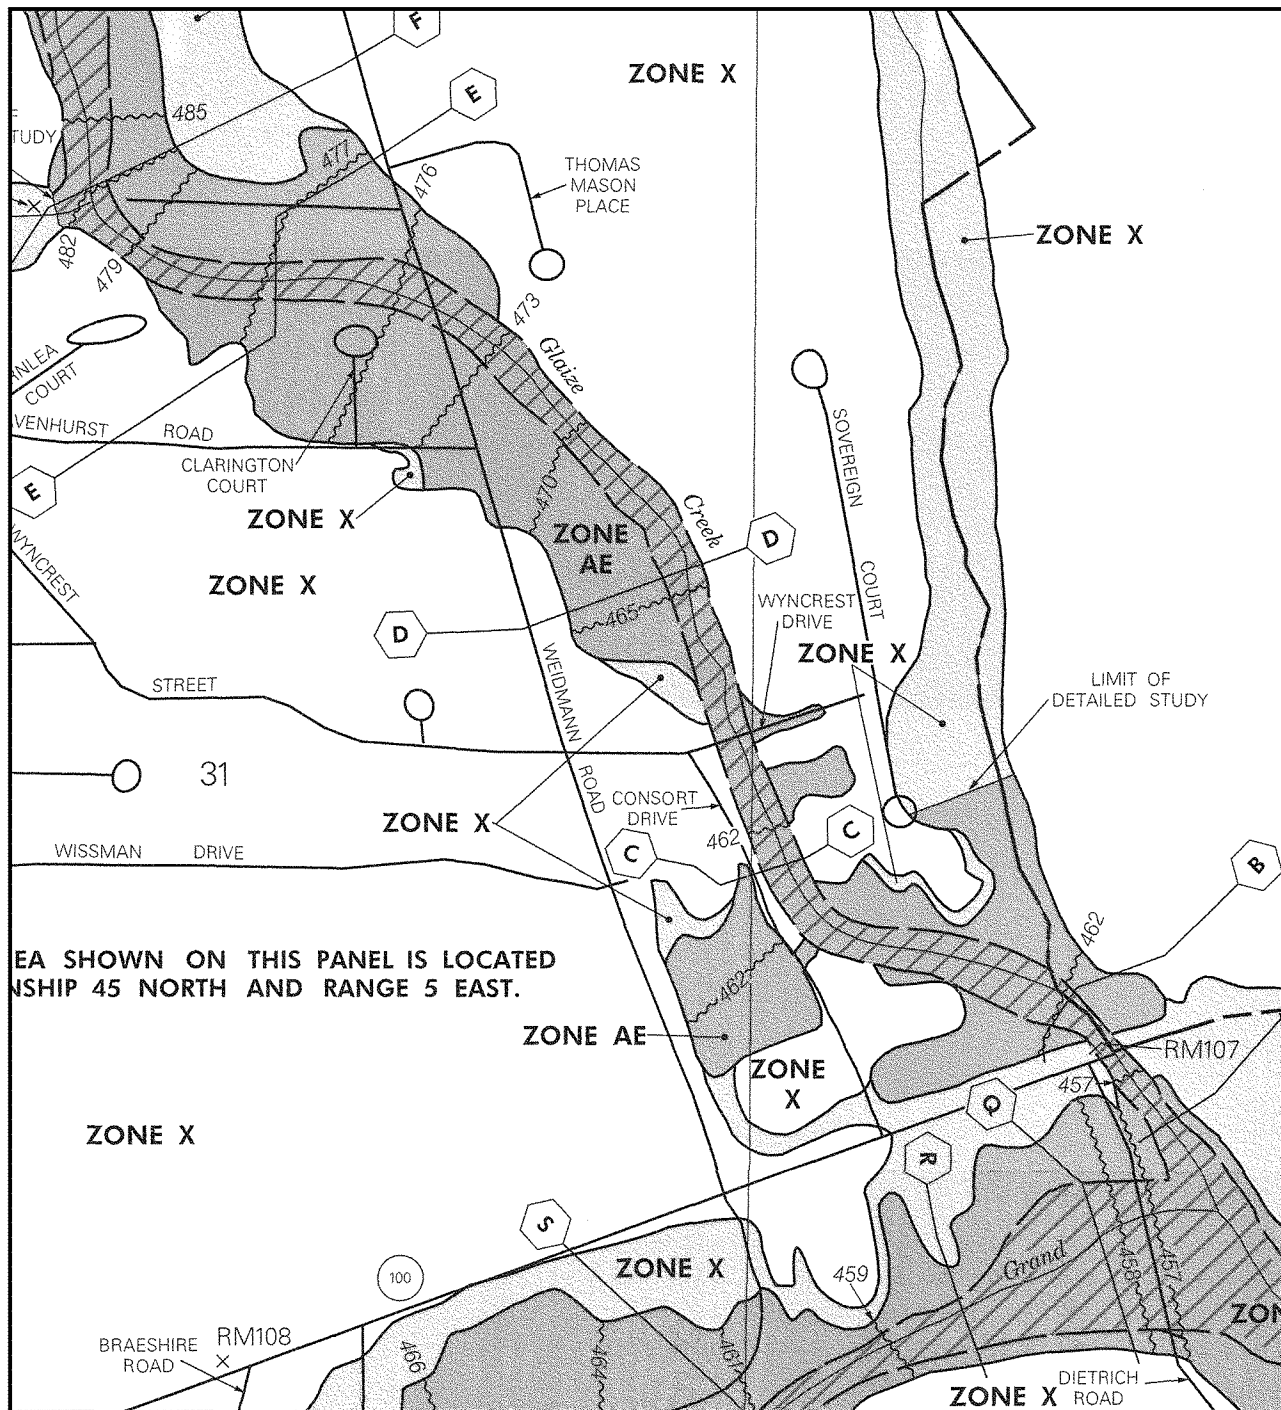 F
ZONE X
E
485
TUDY
477
476
THOMAS
MASON
PLACE
ZONE X
482
479
473
Glaize
COURT
VENHURST ROAD
CLARINGTON
COURT
SOVEREIGN
COURT
E
470
ZONE X
Creek
ZONE
AE
D
WYNCREST
ZONE X
465
WYNCREST
DRIVE
D
ZONE X
WEIDMANN
ROAD
LIMIT OF
DETAILED STUDY
STREET
31
CONSORT
DRIVE
ZONE X
462
C
C
WISSMAN DRIVE
B
462
EA SHOWN ON THIS PANEL IS LOCATED
NSHIP 45 NORTH AND RANGE 5 EAST.
462
ZONE AE
RM107
ZONE
X
457
Q
ZONE X
R
S
ZONE X
Grand
459
458
457
100
ZON
BRAESHIRE
ROAD
RM108
466
464
461
DIETRICH
ROAD
ZONE X